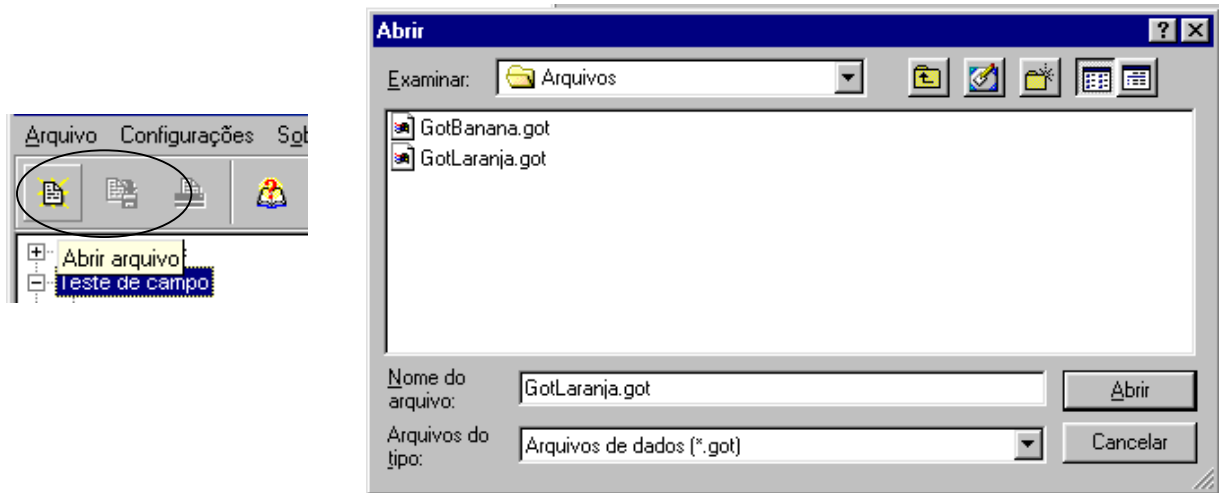 Arquivo Configurações Sob
Abrir arquivo
Teste de campo
Abrir
Examinar: Arquivos
GotBanana.got
GotLaranja.got
Nome do
arquivo: GotLaranja.got
Abrir
Arquivos do
tipo: Arquivos de dados (*.got)
Cancelar